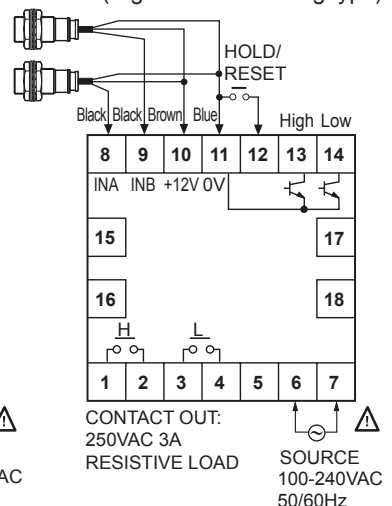 HOLD/
RESET
Black Black Brown Blue
High Low
8 9 10 11 12 13 14
INA INB +12V 0V
15 17
16 18
H L
1 2 3 4 5 6 7
CONTACT OUT:
250VAC 3A
RESISTIVE LOAD
SOURCE
100-240VAC
50/60Hz
AC